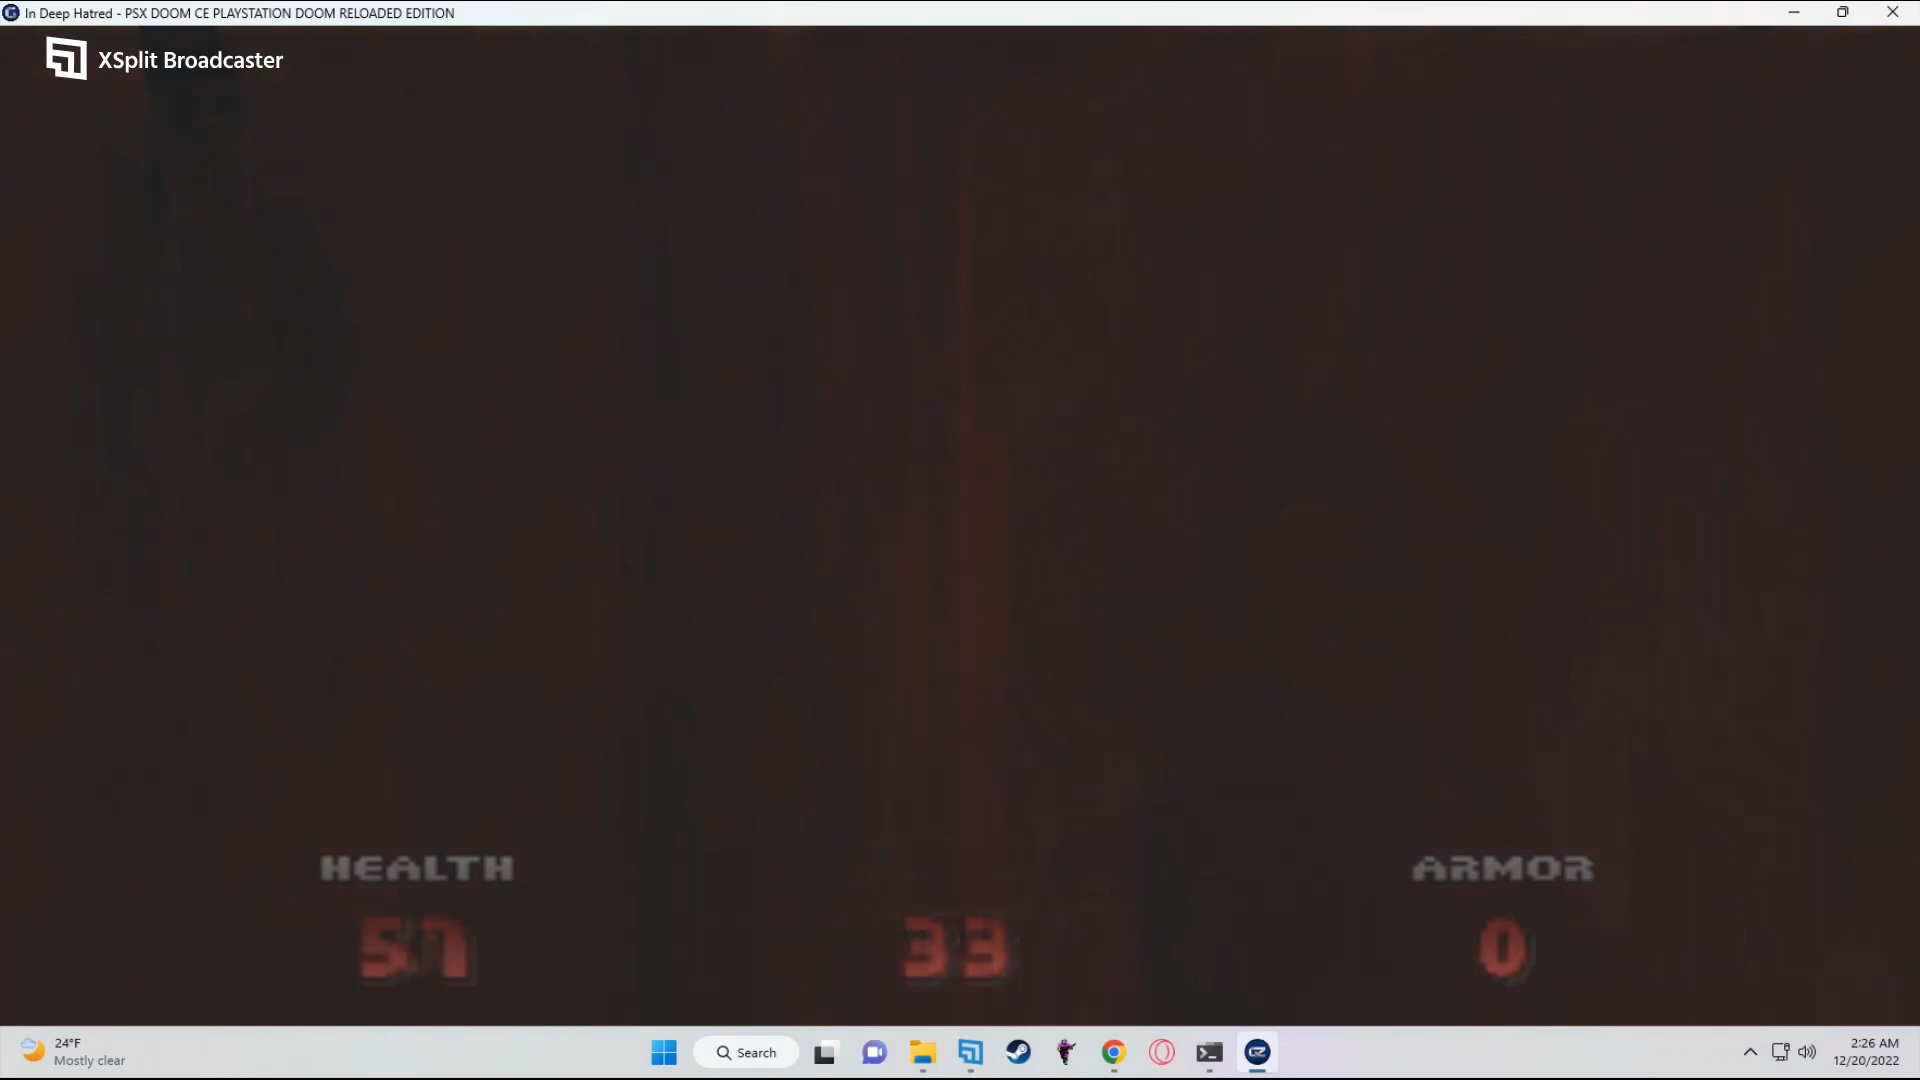 In Deep Hatred - PSX DOOM CE PLAYSTATION DOOM RELOADED EDITION
XSplit Broadcaster
HEALTH
ARMOR
57
33
0
24°F
Mostly clear
Search
2:26 AM
12/20/2022